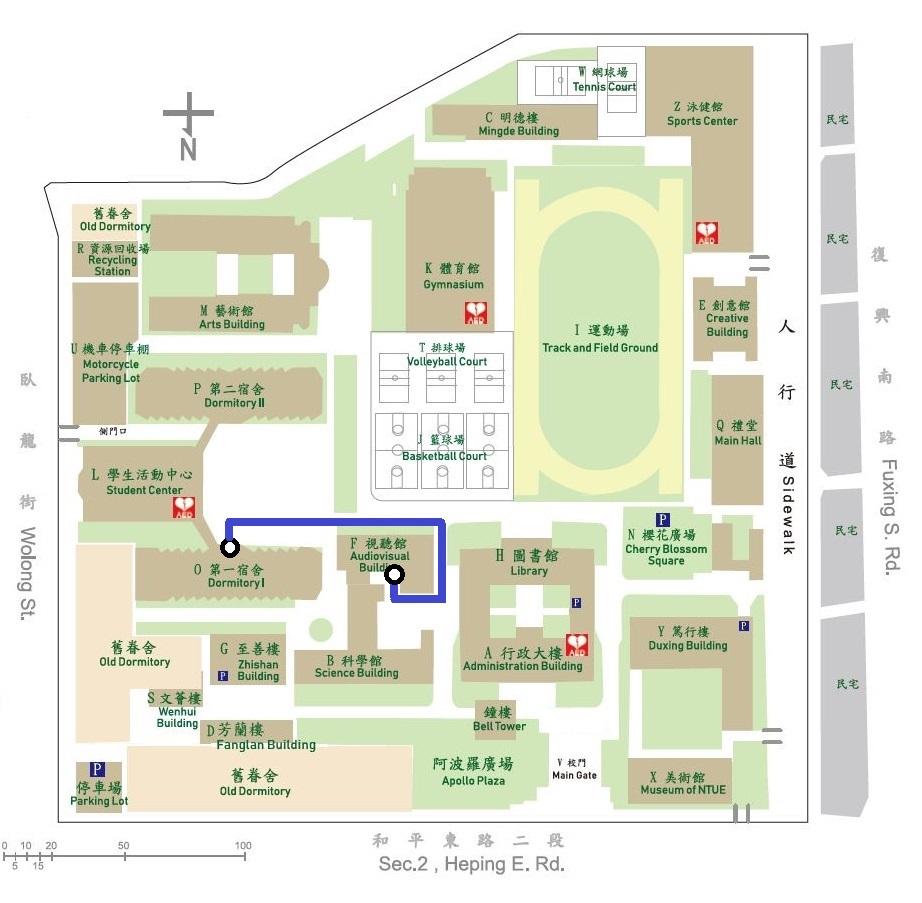 W 網球場
Tennis Court
C 明德樓
Mingde Building
Z 泳健館
Sports Center
N
舊眷舍
Old Dormitory
R 資源回收場
Recycling
Station
K 體育館
Gymnasium
AED
AED
M 藝術館
Arts Building
E 創意館
Creative
Building
I 運動場
Track and Field Ground
U 機車停車棚
Motorcycle
Parking Lot
T 排球場
Volleyball Court
P 第二宿舍
Dormitory II
側門口
J 籃球場
Basketball Court
Q 禮堂
Main Hall
L 學生活動中心
Student Center
AED
P
N 櫻花廣場
Cherry Blossom
Square
F 視聽館
Audiovisual
Building
H 圖書館
Library
O 第一宿舍
Dormitory I
P
舊眷舍
Old Dormitory
G 至善樓
Zhishan
Building
P
B 科學館
Science Building
A 行政大樓
Administration Building
AED
Y 篤行樓
Duxing Building
P
S 文薈樓
Wenhui
Building
D 芳蘭樓
Fanglan Building
鐘樓
Bell Tower
P
停車場
Parking Lot
舊眷舍
Old Dormitory
阿波羅廣場
Apollo Plaza
V 校門
Main Gate
X 美術館
Museum of NTUE
人行道 Sidewalk
民宅
民宅
民宅
民宅
民宅
復興南路 Fuxing S. Rd.
臥龍街 Wolong St.
和平東路二段
Sec.2 , Heping E. Rd.
0 10 20 50 100
5 15